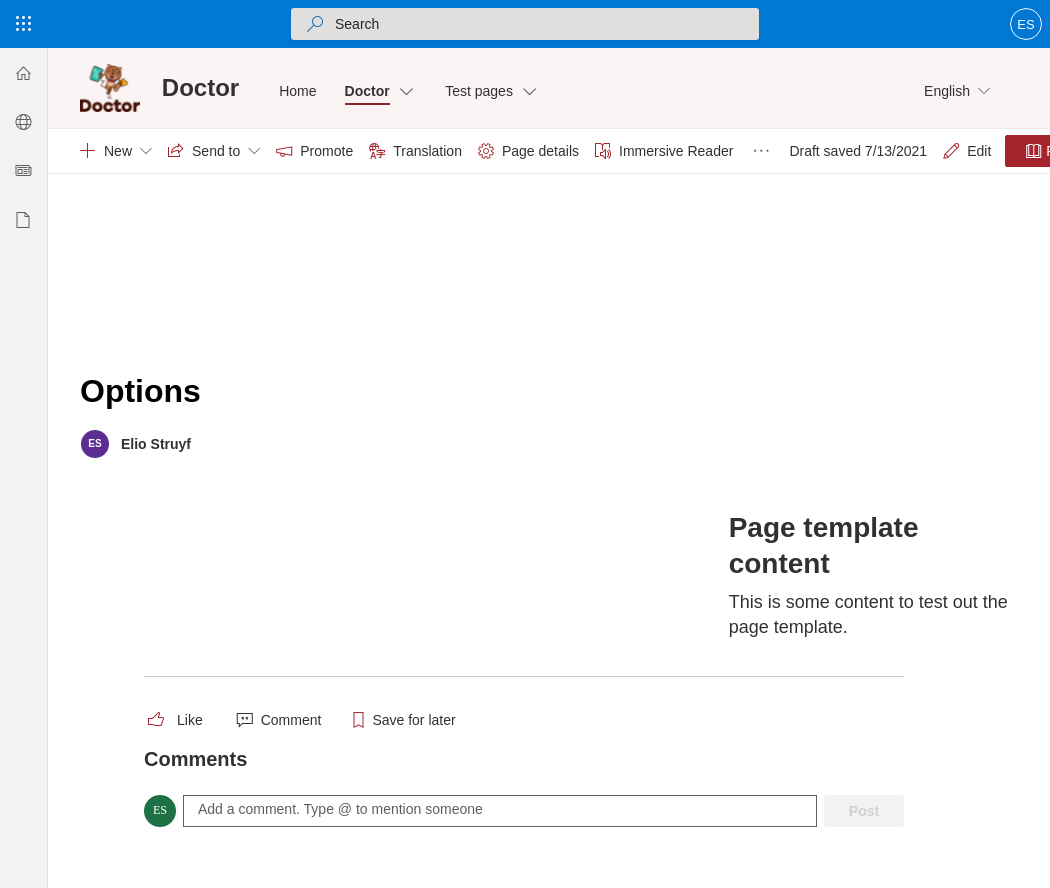 Search
ES
Doctor
Doctor
Home
Doctor
Test pages
English
New
Send to
Promote
Translation
Page details
Immersive Reader
Draft saved 7/13/2021
Edit
Options
ES
Elio Struyf
Page template
content
This is some content to test out the
page template.
Like
Comment
Save for later
Comments
ES
Add a comment. Type @ to mention someone
Post